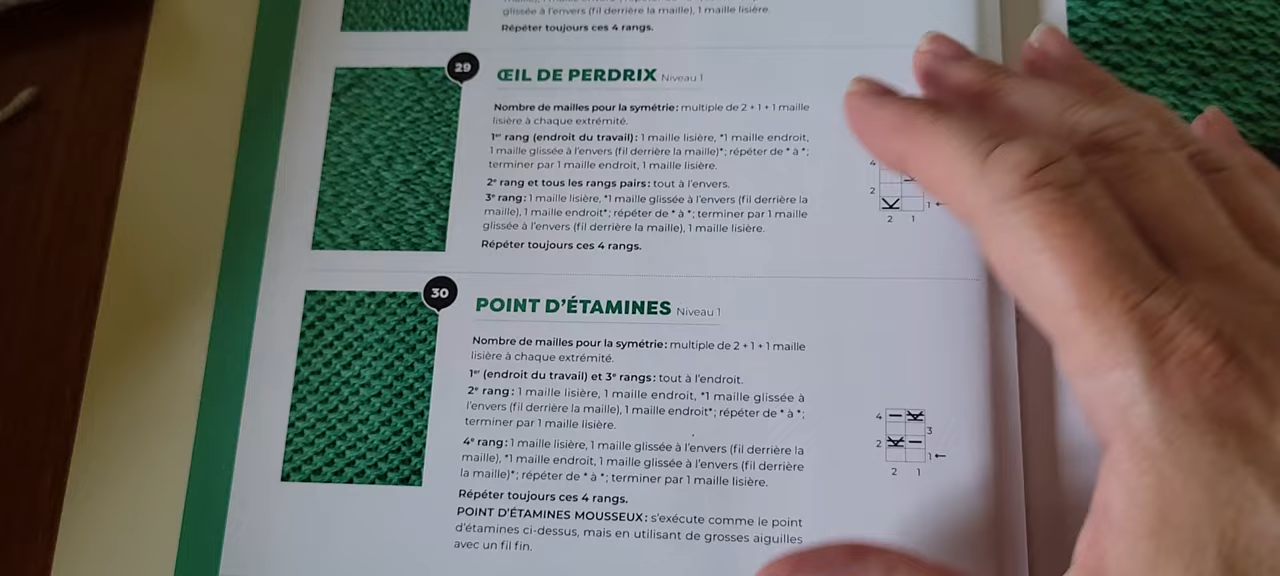 glissée à l'envers (fil derrière la maille), 1 maille lisière.
Répéter toujours ces 4 rangs.
29
ŒIL DE PERDRIX Niveau 1
Nombre de mailles pour la symétrie : multiple de 2 + 1 + 1 maille
lisière à chaque extrémité.
1er rang (endroit du travail) : 1 maille lisière, *1 maille endroit,
1 maille glissée à l'envers (fil derrière la maille)* ; répéter de * à * ;
terminer par 1 maille endroit, 1 maille lisière.
2e rang et tous les rangs pairs : tout à l'envers.
3e rang : 1 maille lisière, *1 maille glissée à l'envers (fil derrière la
maille), 1 maille endroit* ; répéter de * à * ; terminer par 1 maille
glissée à l'envers (fil derrière la maille), 1 maille lisière.
Répéter toujours ces 4 rangs.
4
2
1
2 1
30
POINT D'ÉTAMINES Niveau 1
Nombre de mailles pour la symétrie : multiple de 2 + 1 + 1 maille
lisière à chaque extrémité.
1er (endroit du travail) et 3e rangs : tout à l'endroit.
2e rang : 1 maille lisière, 1 maille endroit, *1 maille glissée à
l'envers (fil derrière la maille), 1 maille endroit* ; répéter de * à * ;
terminer par 1 maille lisière.
4e rang : 1 maille lisière, 1 maille glissée à l'envers (fil derrière la
maille), *1 maille endroit, 1 maille glissée à l'envers (fil derrière
la maille)* ; répéter de * à * ; terminer par 1 maille lisière.
Répéter toujours ces 4 rangs.
POINT D'ÉTAMINES MOUSSEUX : s'exécute comme le point
d'étamines ci-dessus, mais en utilisant de grosses aiguilles
avec un fil fin.
4
3
2
1
2 1